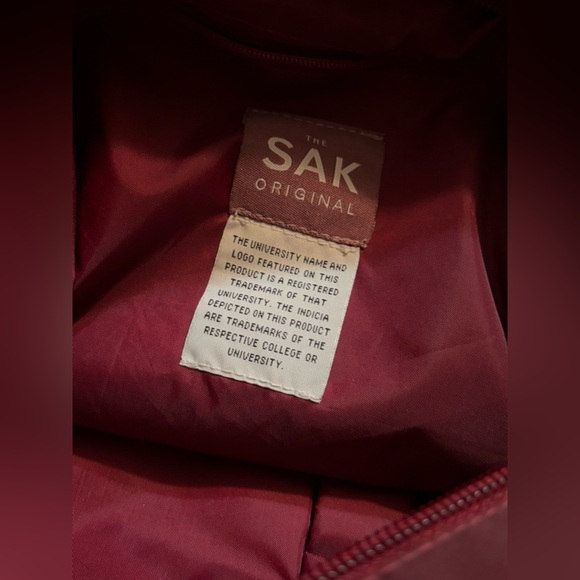 THE
SAK
ORIGINAL
THE UNIVERSITY NAME AND
LOGO FEATURED ON THIS
PRODUCT IS A REGISTERED
TRADEMARK OF THAT
UNIVERSITY. THE INDICIA
DEPICTED ON THIS PRODUCT
ARE TRADEMARKS OF THE
RESPECTIVE COLLEGE OR
UNIVERSITY.